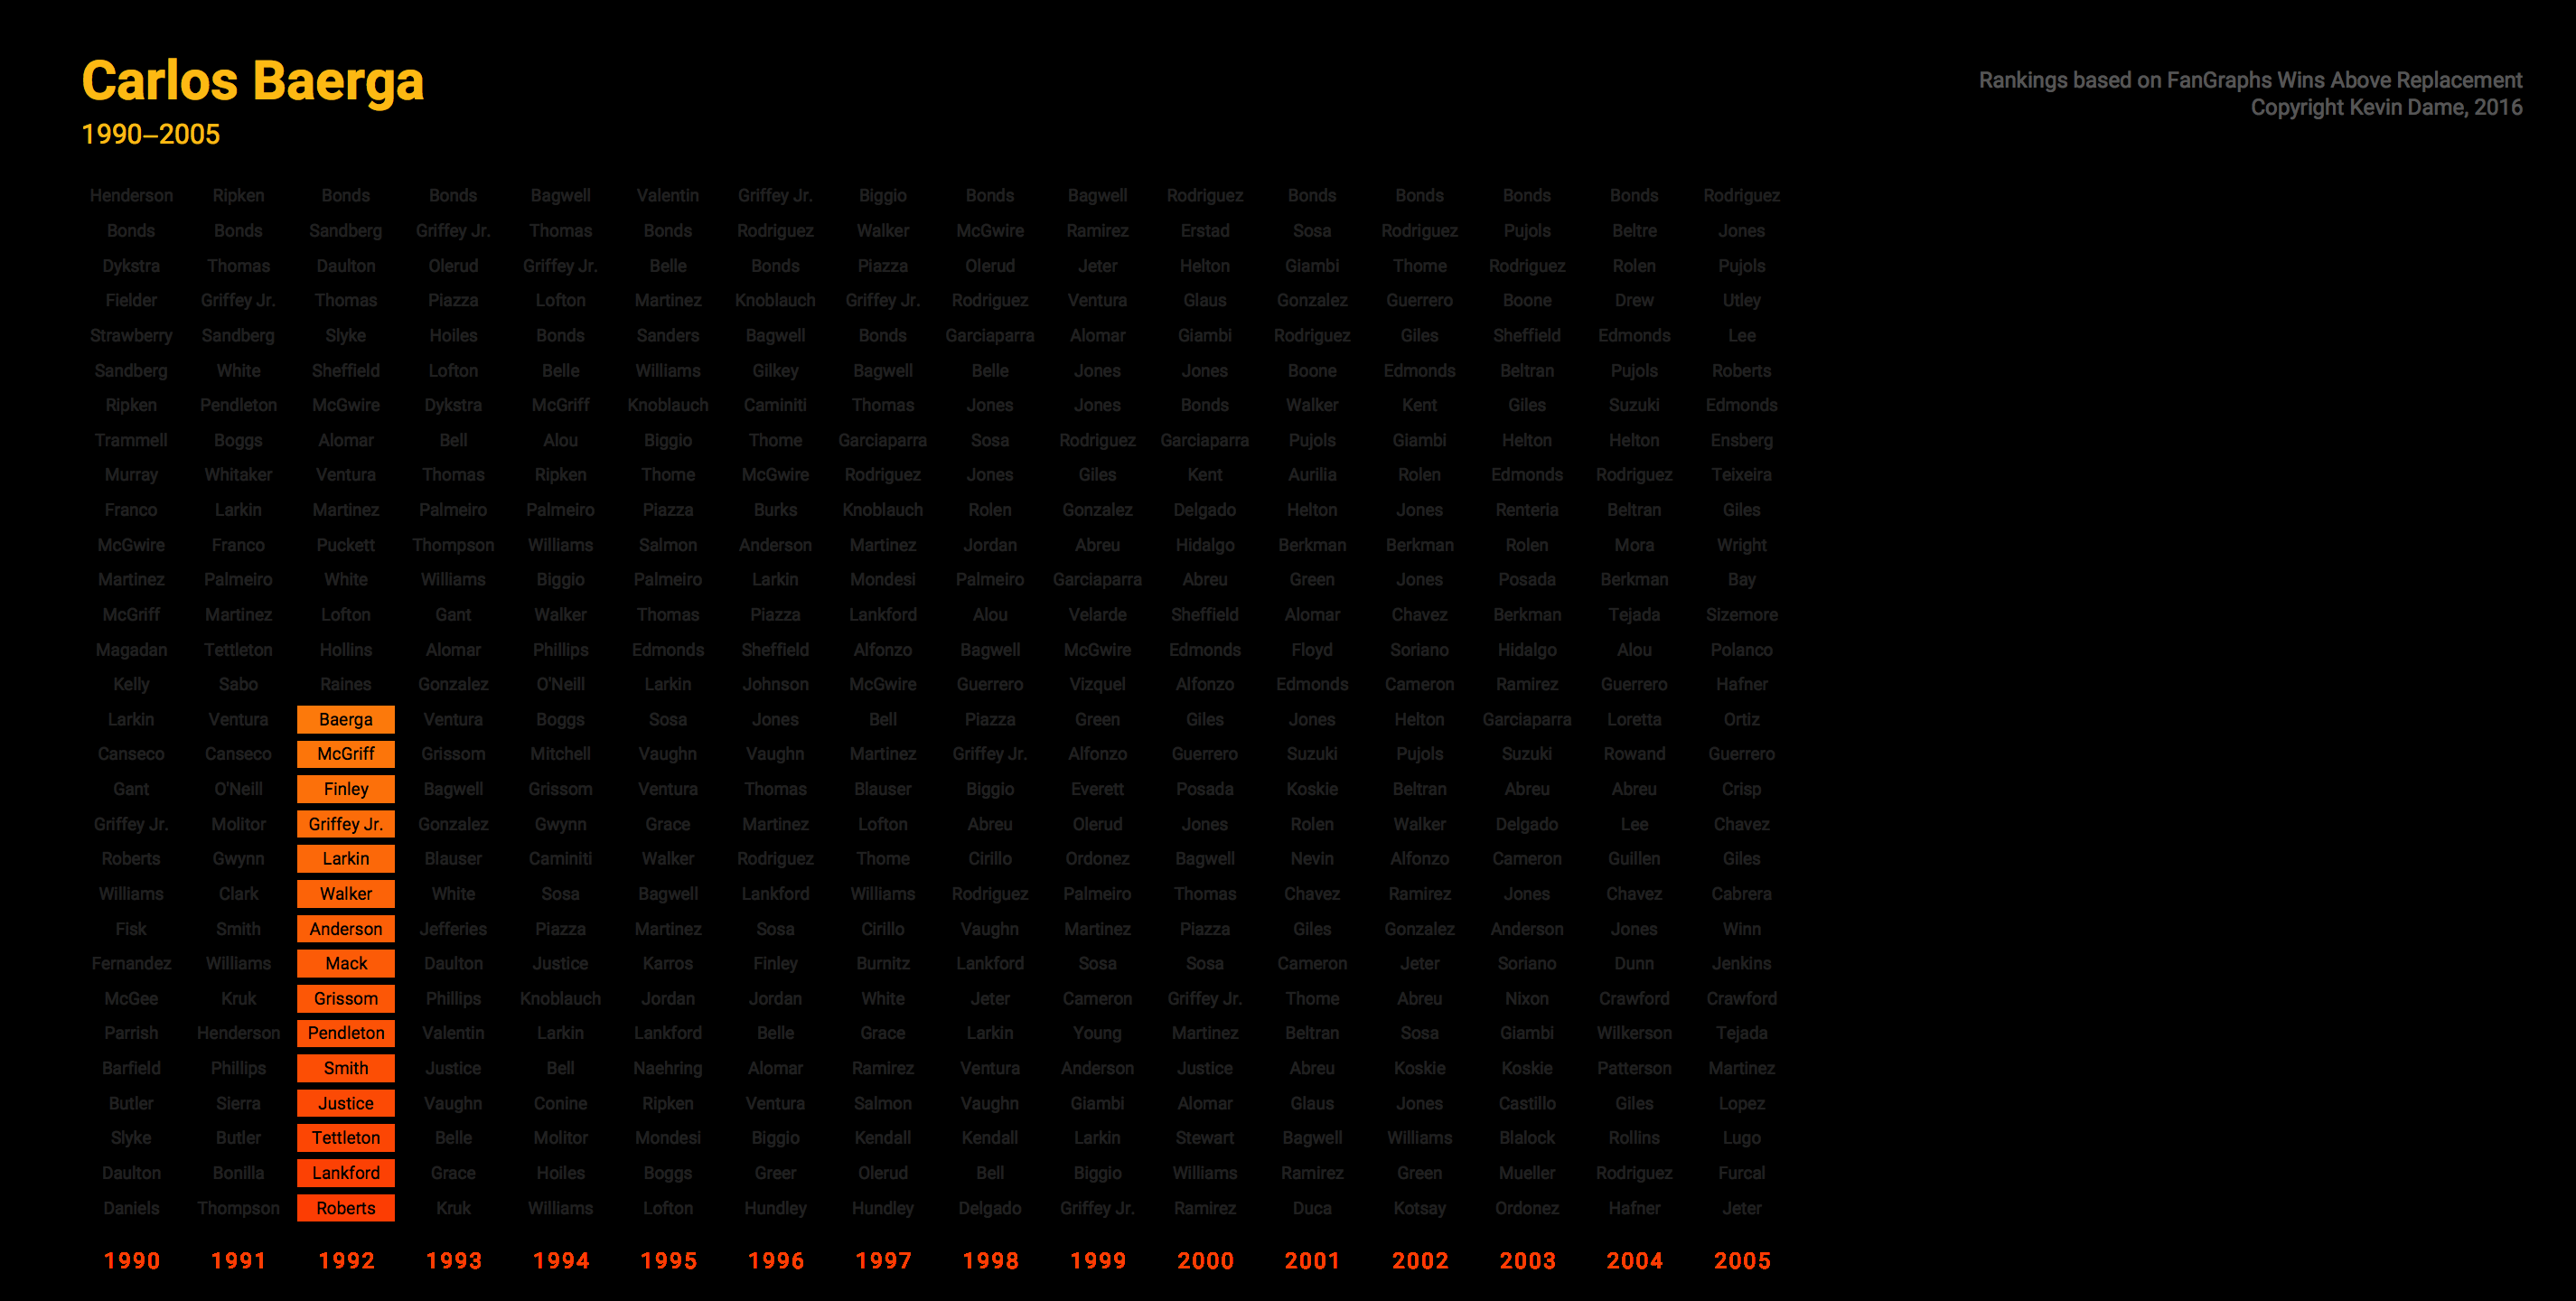 Carlos Baerga
1990–2005
Rankings based on FanGraphs Wins Above Replacement
Copyright Kevin Dame, 2016
Henderson Ripken Bonds Bonds Bagwell Valentin Griffey Jr. Biggio Bonds Bagwell Rodriguez Bonds Bonds Bonds Bonds Rodriguez
Bonds Bonds Sandberg Griffey Jr. Thomas Bonds Rodriguez Walker McGwire Ramirez Erstad Sosa Rodriguez Pujols Beltre Jones
Dykstra Thomas Daulton Olerud Griffey Jr. Belle Bonds Piazza Olerud Jeter Helton Giambi Thome Rodriguez Rolen Pujols
Fielder Griffey Jr. Thomas Piazza Lofton Martinez Knoblauch Griffey Jr. Rodriguez Ventura Glaus Gonzalez Guerrero Boone Drew Utley
Strawberry Sandberg Slyke Hoiles Bonds Sanders Bagwell Bonds Garciaparra Alomar Giambi Rodriguez Giles Sheffield Edmonds Lee
Sandberg White Sheffield Lofton Belle Williams Gilkey Bagwell Belle Jones Jones Boone Edmonds Beltran Pujols Roberts
Ripken Pendleton McGwire Dykstra McGriff Knoblauch Caminiti Thomas Jones Jones Bonds Walker Kent Giles Suzuki Edmonds
Trammell Boggs Alomar Bell Alou Biggio Thome Garciaparra Sosa Rodriguez Garciaparra Pujols Giambi Helton Helton Ensberg
Murray Whitaker Ventura Thomas Ripken Thome McGwire Rodriguez Jones Giles Kent Aurilia Rolen Edmonds Rodriguez Teixeira
Franco Larkin Martinez Palmeiro Palmeiro Piazza Burks Knoblauch Rolen Gonzalez Delgado Helton Jones Renteria Beltran Giles
McGwire Franco Puckett Thompson Williams Salmon Anderson Martinez Jordan Abreu Hidalgo Berkman Berkman Rolen Mora Wright
Martinez Palmeiro White Williams Biggio Palmeiro Larkin Mondesi Palmeiro Garciaparra Abreu Green Jones Posada Berkman Bay
McGriff Martinez Lofton Gant Walker Thomas Piazza Lankford Alou Velarde Sheffield Alomar Chavez Berkman Tejada Sizemore
Magadan Tettleton Hollins Alomar Phillips Edmonds Sheffield Alfonzo Bagwell McGwire Edmonds Floyd Soriano Hidalgo Alou Polanco
Kelly Sabo Raines Gonzalez O'Neill Larkin Johnson McGwire Guerrero Vizquel Alfonzo Edmonds Cameron Ramirez Guerrero Hafner
Larkin Ventura Baerga Ventura Boggs Sosa Jones Bell Piazza Green Giles Jones Helton Garciaparra Loretta Ortiz
Canseco Canseco McGriff Grissom Mitchell Vaughn Vaughn Martinez Griffey Jr. Alfonzo Guerrero Suzuki Pujols Suzuki Rowand Guerrero
Gant O'Neill Finley Bagwell Grissom Ventura Thomas Blauser Biggio Everett Posada Koskie Beltran Abreu Abreu Crisp
Griffey Jr. Molitor Griffey Jr. Gonzalez Gwynn Grace Martinez Lofton Abreu Olerud Jones Rolen Walker Delgado Lee Chavez
Roberts Gwynn Larkin Blauser Caminiti Walker Rodriguez Thome Cirillo Ordonez Bagwell Nevin Alfonzo Cameron Guillen Giles
Williams Clark Walker White Sosa Bagwell Lankford Williams Rodriguez Palmeiro Thomas Chavez Ramirez Jones Chavez Cabrera
Fisk Smith Anderson Jefferies Piazza Martinez Sosa Cirillo Vaughn Martinez Piazza Giles Gonzalez Anderson Jones Winn
Fernandez Williams Mack Daulton Justice Karros Finley Burnitz Lankford Sosa Sosa Cameron Jeter Soriano Dunn Jenkins
McGee Kruk Grissom Phillips Knoblauch Jordan Jordan White Jeter Cameron Griffey Jr. Thome Abreu Nixon Crawford Crawford
Parrish Henderson Pendleton Valentin Larkin Lankford Belle Grace Larkin Young Martinez Beltran Sosa Giambi Wilkerson Tejada
Barfield Phillips Smith Justice Bell Naehring Alomar Ramirez Ventura Anderson Justice Abreu Koskie Koskie Patterson Martinez
Butler Sierra Justice Vaughn Conine Ripken Ventura Salmon Vaughn Giambi Alomar Glaus Jones Castillo Giles Lopez
Slyke Butler Tettleton Belle Molitor Mondesi Biggio Kendall Kendall Larkin Stewart Bagwell Williams Blalock Rollins Lugo
Daulton Bonilla Lankford Grace Hoiles Boggs Greer Olerud Bell Biggio Williams Ramirez Green Mueller Rodriguez Furcal
Daniels Thompson Roberts Kruk Williams Lofton Hundley Hundley Delgado Griffey Jr. Ramirez Duca Kotsay Ordonez Hafner Jeter
1990 1991 1992 1993 1994 1995 1996 1997 1998 1999 2000 2001 2002 2003 2004 2005